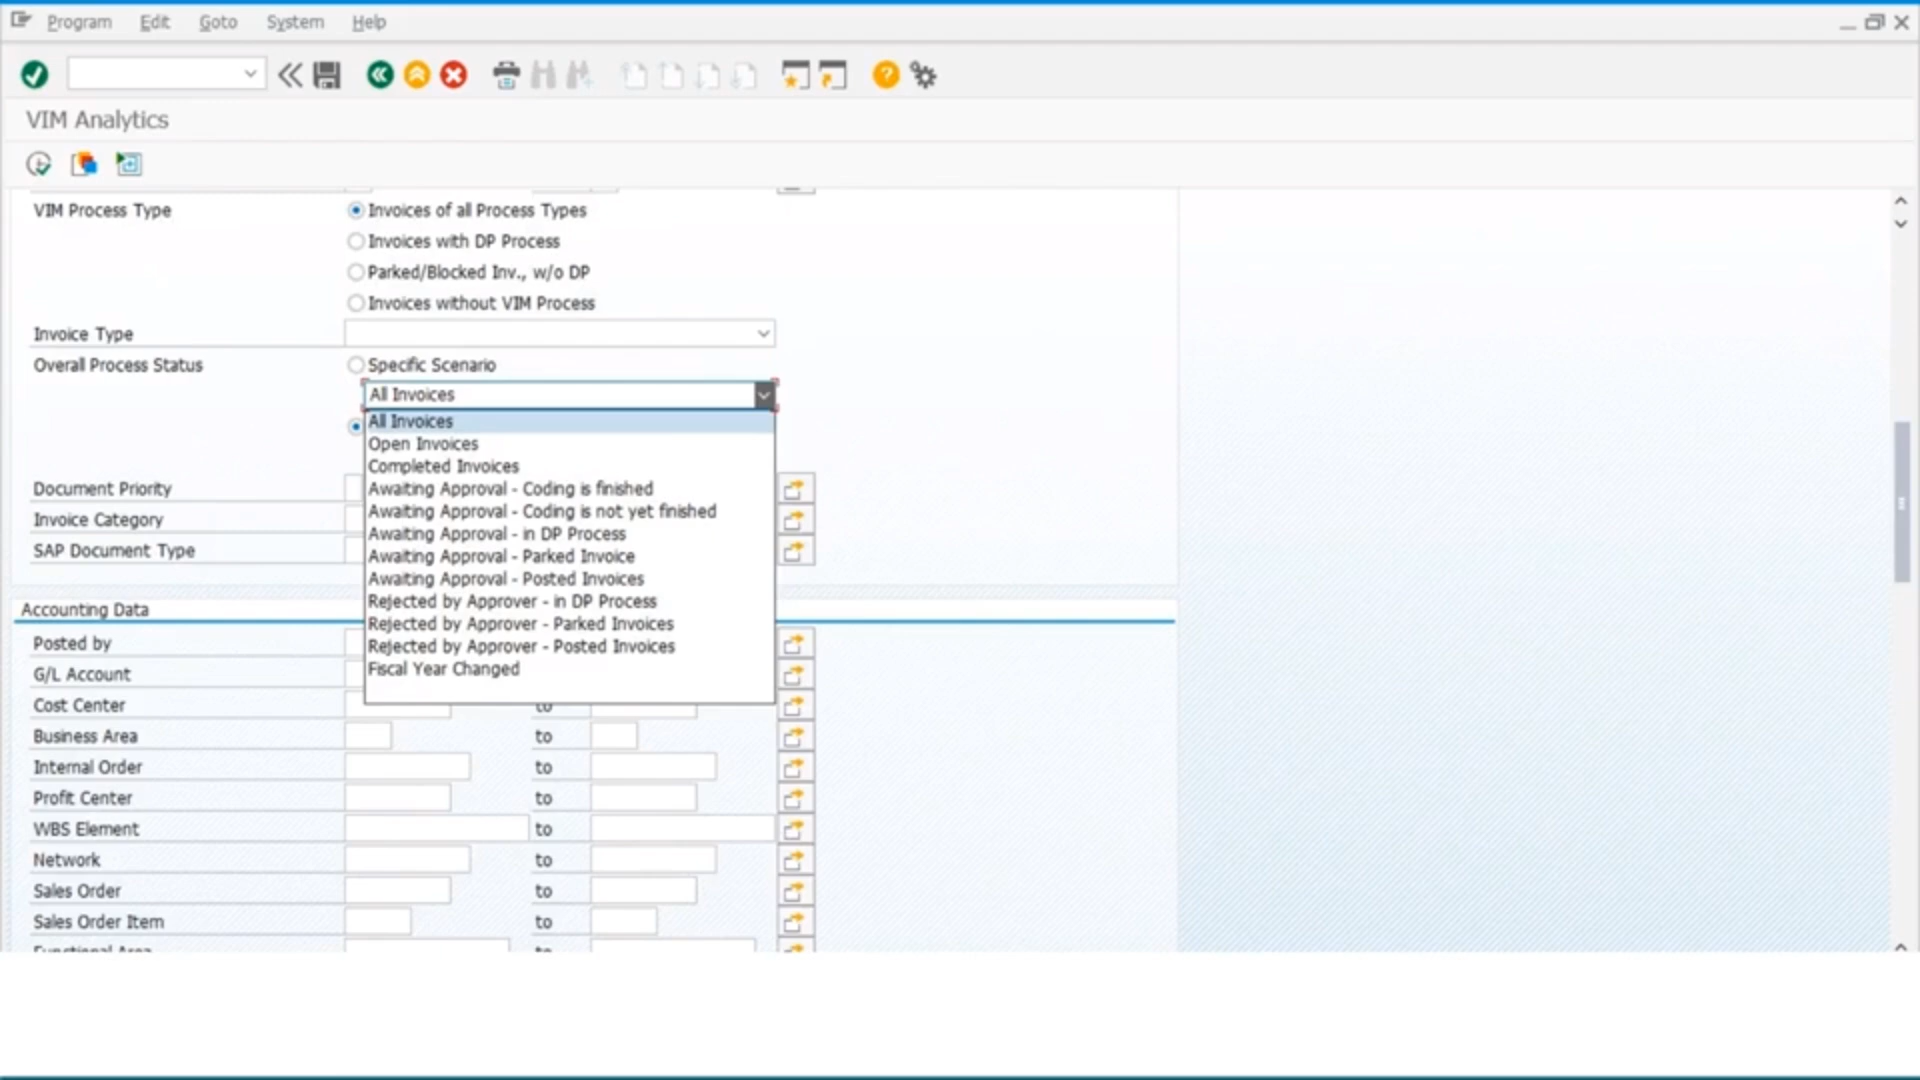 Program Edit Goto System Help
VIM Analytics
VIM Process Type Invoices of all Process Types
Invoices with DP Process
Parked/Blocked Inv., w/o DP
Invoices without VIM Process
Invoice Type
Overall Process Status Specific Scenario
All Invoices
All Invoices
Open Invoices
Completed Invoices
Document Priority Awaiting Approval - Coding is finished
Invoice Category Awaiting Approval - Coding is not yet finished
Awaiting Approval - in DP Process
SAP Document Type Awaiting Approval - Parked Invoice
Awaiting Approval - Posted Invoices
Accounting Data Rejected by Approver - in DP Process
Rejected by Approver - Parked Invoices
Posted by Rejected by Approver - Posted Invoices
G/L Account Fiscal Year Changed
Cost Center to
Business Area to
Internal Order to
Profit Center to
WBS Element to
Network to
Sales Order to
Sales Order Item to
Functional Area to